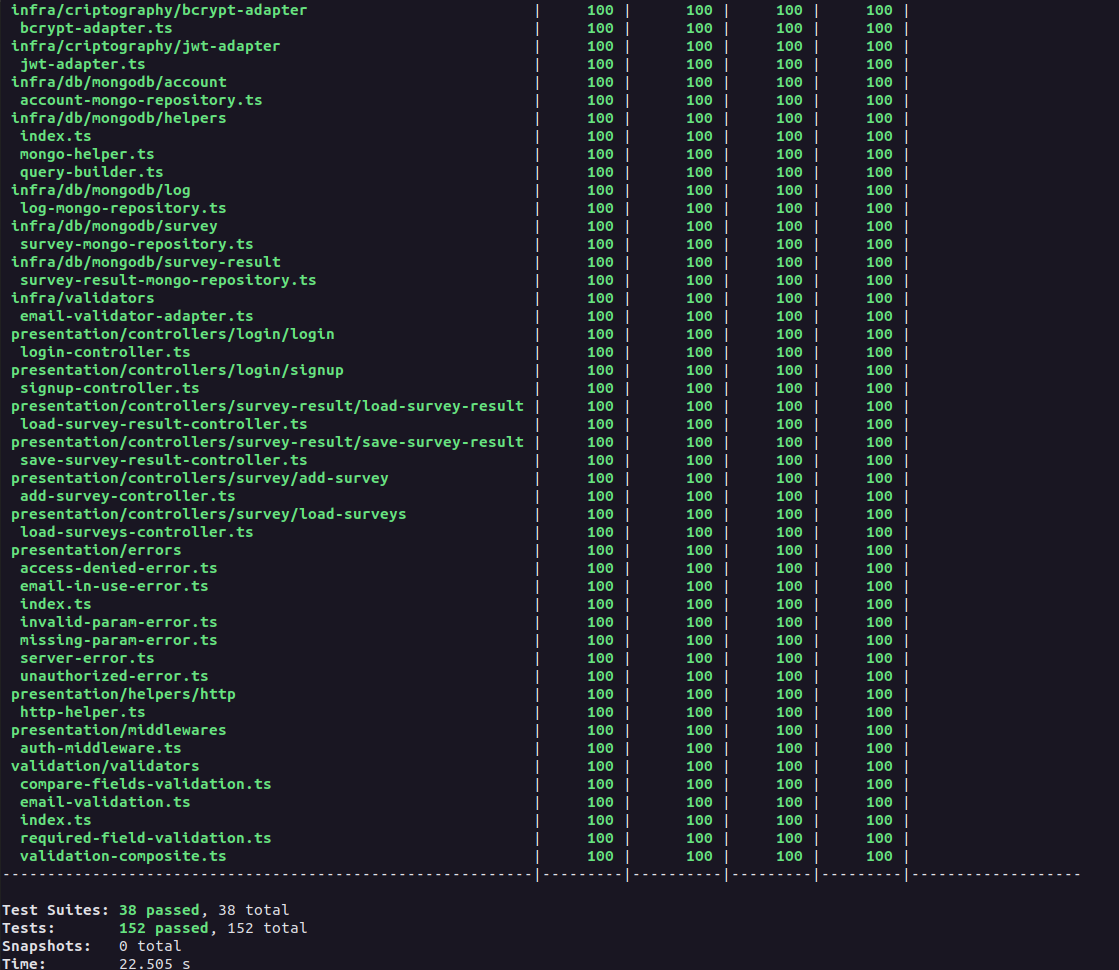 infra/criptography/bcrypt-adapter | 100 | 100 | 100 | 100 |
bcrypt-adapter.ts | 100 | 100 | 100 | 100 |
infra/criptography/jwt-adapter | 100 | 100 | 100 | 100 |
jwt-adapter.ts | 100 | 100 | 100 | 100 |
infra/db/mongodb/account | 100 | 100 | 100 | 100 |
account-mongo-repository.ts | 100 | 100 | 100 | 100 |
infra/db/mongodb/helpers | 100 | 100 | 100 | 100 |
index.ts | 100 | 100 | 100 | 100 |
mongo-helper.ts | 100 | 100 | 100 | 100 |
query-builder.ts | 100 | 100 | 100 | 100 |
infra/db/mongodb/log | 100 | 100 | 100 | 100 |
log-mongo-repository.ts | 100 | 100 | 100 | 100 |
infra/db/mongodb/survey | 100 | 100 | 100 | 100 |
survey-mongo-repository.ts | 100 | 100 | 100 | 100 |
infra/db/mongodb/survey-result | 100 | 100 | 100 | 100 |
survey-result-mongo-repository.ts | 100 | 100 | 100 | 100 |
infra/validators | 100 | 100 | 100 | 100 |
email-validator-adapter.ts | 100 | 100 | 100 | 100 |
presentation/controllers/login/login | 100 | 100 | 100 | 100 |
login-controller.ts | 100 | 100 | 100 | 100 |
presentation/controllers/login/signup | 100 | 100 | 100 | 100 |
signup-controller.ts | 100 | 100 | 100 | 100 |
presentation/controllers/survey-result/load-survey-result | 100 | 100 | 100 | 100 |
load-survey-result-controller.ts | 100 | 100 | 100 | 100 |
presentation/controllers/survey-result/save-survey-result | 100 | 100 | 100 | 100 |
save-survey-result-controller.ts | 100 | 100 | 100 | 100 |
presentation/controllers/survey/add-survey | 100 | 100 | 100 | 100 |
add-survey-controller.ts | 100 | 100 | 100 | 100 |
presentation/controllers/survey/load-surveys | 100 | 100 | 100 | 100 |
load-surveys-controller.ts | 100 | 100 | 100 | 100 |
presentation/errors | 100 | 100 | 100 | 100 |
access-denied-error.ts | 100 | 100 | 100 | 100 |
email-in-use-error.ts | 100 | 100 | 100 | 100 |
index.ts | 100 | 100 | 100 | 100 |
invalid-param-error.ts | 100 | 100 | 100 | 100 |
missing-param-error.ts | 100 | 100 | 100 | 100 |
server-error.ts | 100 | 100 | 100 | 100 |
unauthorized-error.ts | 100 | 100 | 100 | 100 |
presentation/helpers/http | 100 | 100 | 100 | 100 |
http-helper.ts | 100 | 100 | 100 | 100 |
presentation/middlewares | 100 | 100 | 100 | 100 |
auth-middleware.ts | 100 | 100 | 100 | 100 |
validation/validators | 100 | 100 | 100 | 100 |
compare-fields-validation.ts | 100 | 100 | 100 | 100 |
email-validation.ts | 100 | 100 | 100 | 100 |
index.ts | 100 | 100 | 100 | 100 |
required-field-validation.ts | 100 | 100 | 100 | 100 |
validation-composite.ts | 100 | 100 | 100 | 100 |
-----------------------------------------------------------|---------|----------|---------|---------|-------------------
Test Suites: 38 passed, 38 total
Tests: 152 passed, 152 total
Snapshots: 0 total
Time: 22.505 s